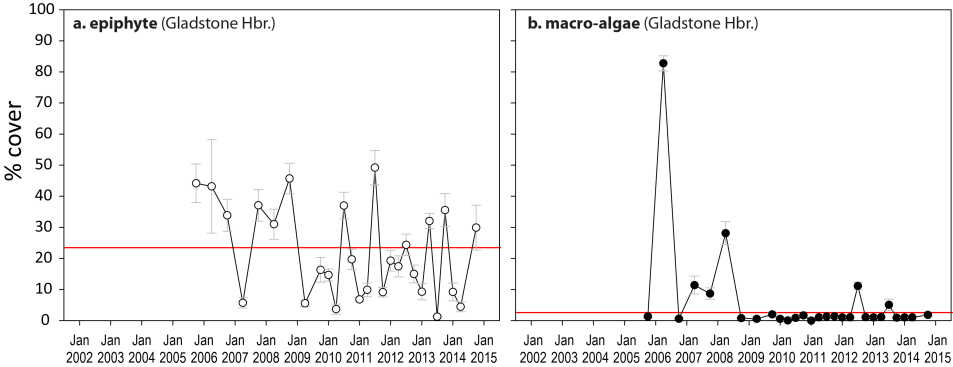 a. epiphyte (Gladstone Hbr.)
b. macro-algae (Gladstone Hbr.)
% cover
100
90
80
70
60
50
40
30
20
10
0
Jan Jan Jan Jan Jan Jan Jan Jan Jan Jan Jan Jan Jan Jan
2002 2003 2004 2005 2006 2007 2008 2009 2010 2011 2012 2013 2014 2015
Jan Jan Jan Jan Jan Jan Jan Jan Jan Jan Jan Jan Jan Jan
2002 2003 2004 2005 2006 2007 2008 2009 2010 2011 2012 2013 2014 2015